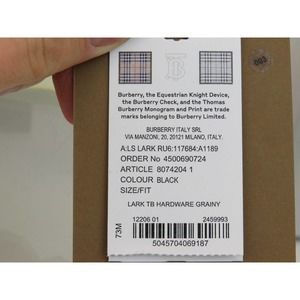 Burberry, the Equestrian Knight Device,
the Burberry Check, and the Thomas
Burberry Monogram and Print are trade
marks belonging to Burberry Limited.
BURBERRY ITALY SRL
VIA MANZONI, 20, 20121 MILANO, ITALY.
A:LS LARK RU6:117684:A1189
ORDER No 4500690724
ARTICLE 8074204 1
COLOUR BLACK
SIZE/FIT
LARK TB HARDWARE GRAINY
73M
12206 01 2459993
5045704069187